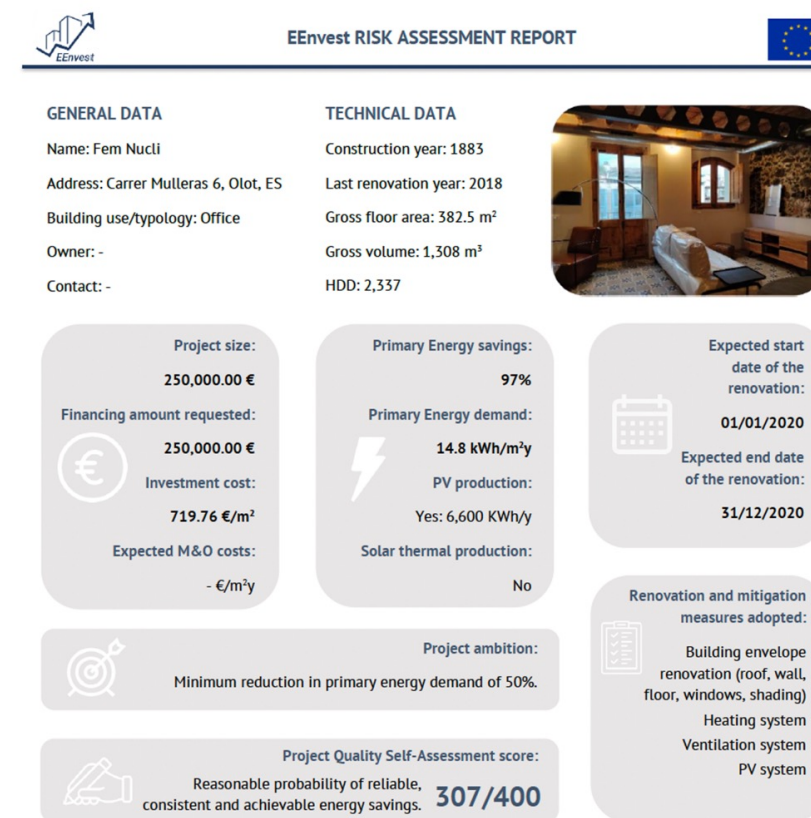 EEnvest
EEnvest RISK ASSESSMENT REPORT
GENERAL DATA
Name: Fem Nucli
Address: Carrer Mulleras 6, Olot, ES
Building use/typology: Office
Owner: -
Contact: -
TECHNICAL DATA
Construction year: 1883
Last renovation year: 2018
Gross floor area: 382.5 m²
Gross volume: 1,308 m³
HDD: 2,337
Project size:
250,000.00 €
Financing amount requested:
250,000.00 €
Investment cost:
719.76 €/m²
Expected M&O costs:
- €/m²y
Primary Energy savings:
97%
Primary Energy demand:
14.8 kWh/m²y
PV production:
Yes: 6,600 KWh/y
Solar thermal production:
No
Expected start
date of the
renovation:
01/01/2020
Expected end date
of the renovation:
31/12/2020
Project ambition:
Minimum reduction in primary energy demand of 50%.
Project Quality Self-Assessment score:
Reasonable probability of reliable,
consistent and achievable energy savings.
307/400
Renovation and mitigation
measures adopted:
Building envelope
renovation (roof, wall,
floor, windows, shading)
Heating system
Ventilation system
PV system